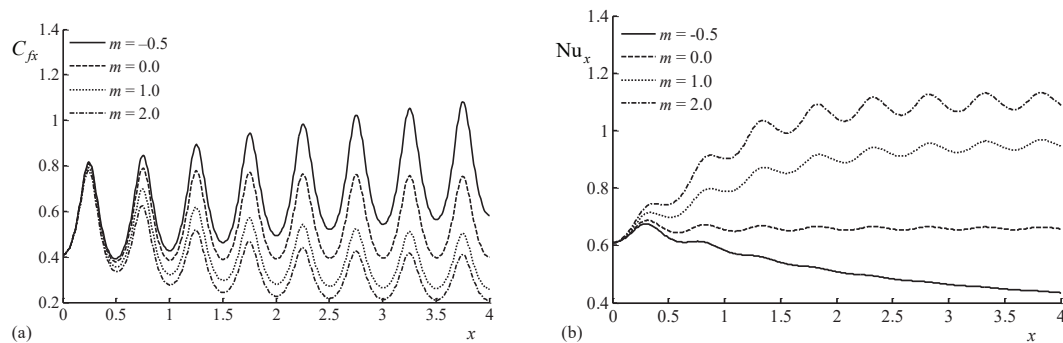 1.4
C_fx
1.2
1.0
0.8
0.6
0.4
0.2
m = –0.5
m = 0.0
m = 1.0
m = 2.0
0 0.5 1 1.5 2 2.5 3 3.5 4
(a)
x
1.4
Nu_x
1.2
1
0.8
0.6
0.4
m = -0.5
m = 0.0
m = 1.0
m = 2.0
0 0.5 1 1.5 2 2.5 3 3.5 4
(b)
x